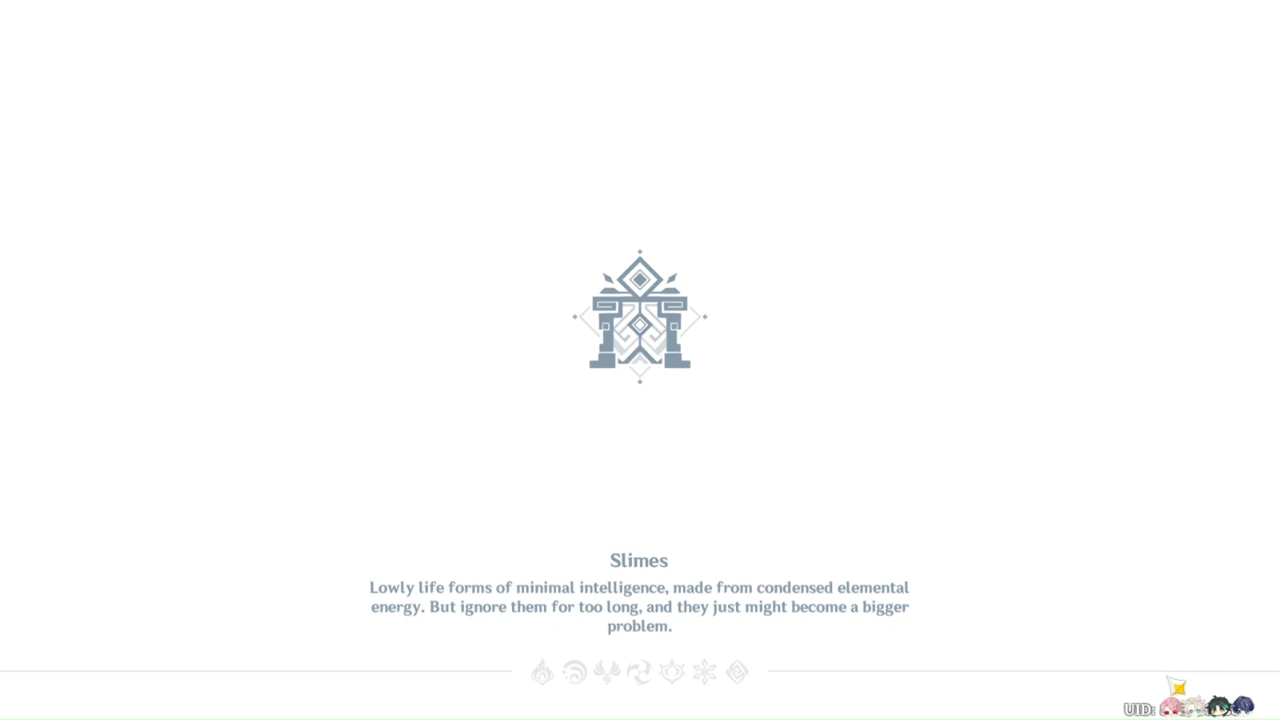 Slimes
Lowly life forms of minimal intelligence, made from condensed elemental
energy. But ignore them for too long, and they just might become a bigger
problem.
UID: